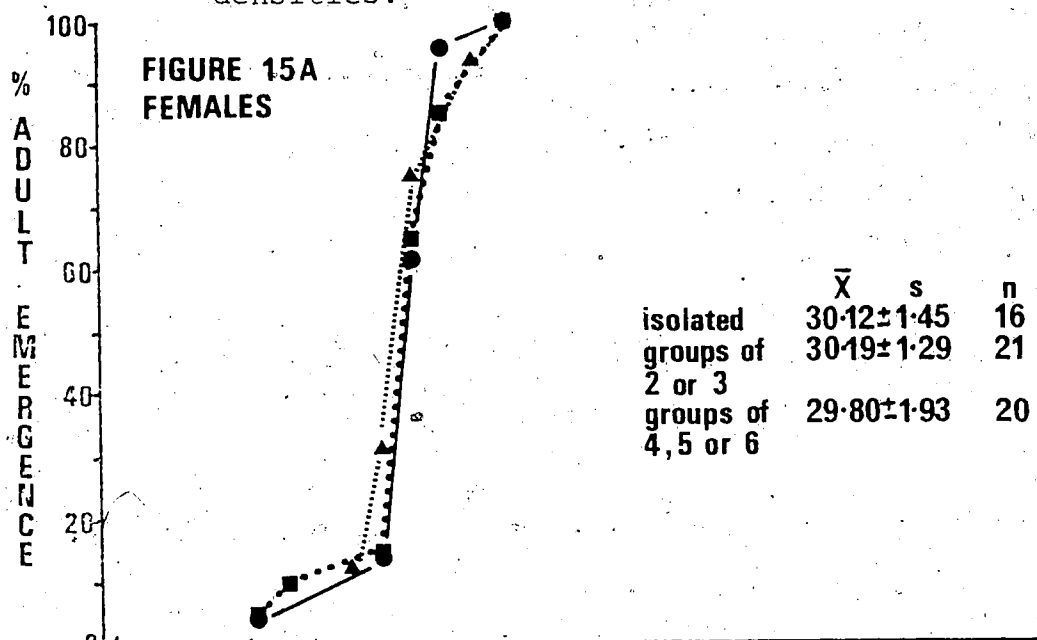 densities.
100
FIGURE 15A
FEMALES
% ADULT EMERGENCE
80
60
40
20
X̄ s n
isolated 30·12±1·45 16
groups of 30·19±1·29 21
2 or 3
groups of 29·80±1·93 20
4,5 or 6